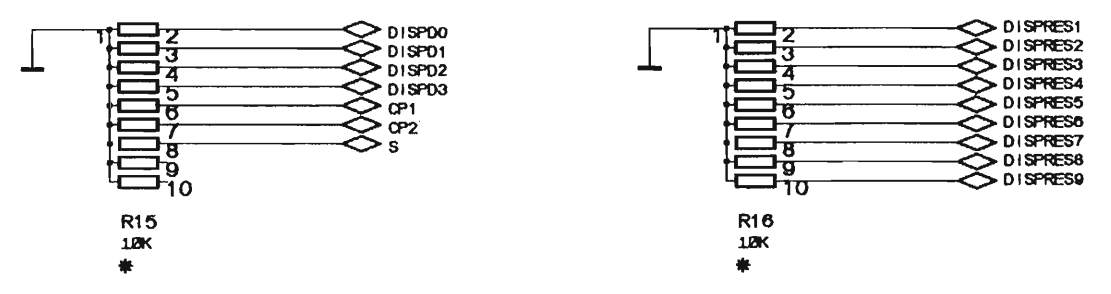 1 2 DISPD0
3 DISPD1
4 DISPD2
5 DISPD3
6 CP1
7 CP2
8 S
9
10
R15
10K
*
1 2 DISPRES1
3 DISPRES2
4 DISPRES3
5 DISPRES4
6 DISPRES5
7 DISPRES6
8 DISPRES7
9 DISPRES8
10 DISPRES9
R16
10K
*